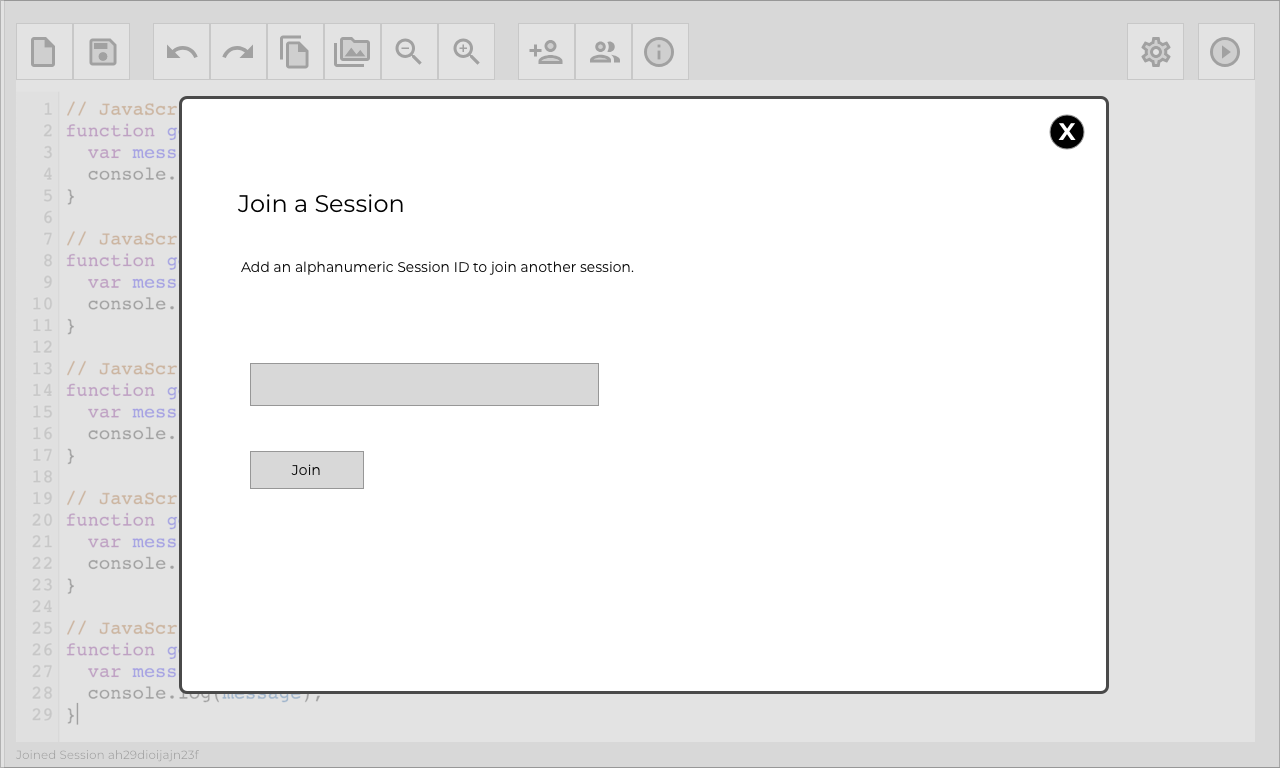 1 // JavaScr
2 function g
3 var mess
4 console.
5 }
6
7 // JavaScr
8 function g
9 var mess
10 console.
11 }
12
13 // JavaScr
14 function g
15 var mess
16 console.
17 }
18
19 // JavaScr
20 function g
21 var mess
22 console.
23 }
24
25 // JavaScr
26 function g
27 var mess
28 console.log(message);
29 }
X
Join a Session
Add an alphanumeric Session ID to join another session.
Join
Joined Session ah29dioijajn23f